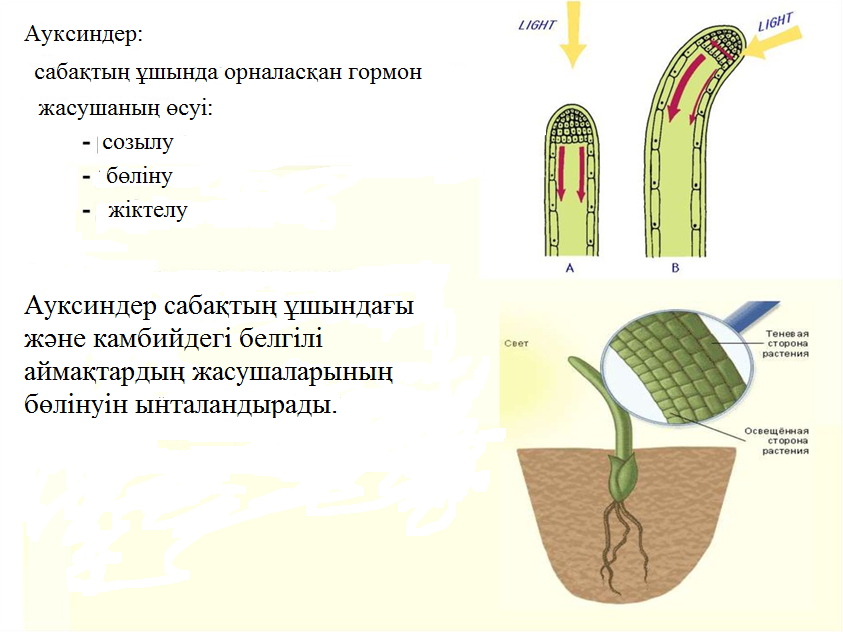 Ауксиндер:
сабақтың ұшында орналасқан гормон
жасушаның өсуі:
- созылу
- бөліну
- жіктелу
Ауксиндер сабақтың ұшындағы
және камбийдегі белгілі
аймақтардың жасушаларының
бөлінуін ынталандырады.
LIGHT
LIGHT
A
B
Свет
Теневая
сторона
растения
Освещённая
сторона
растения